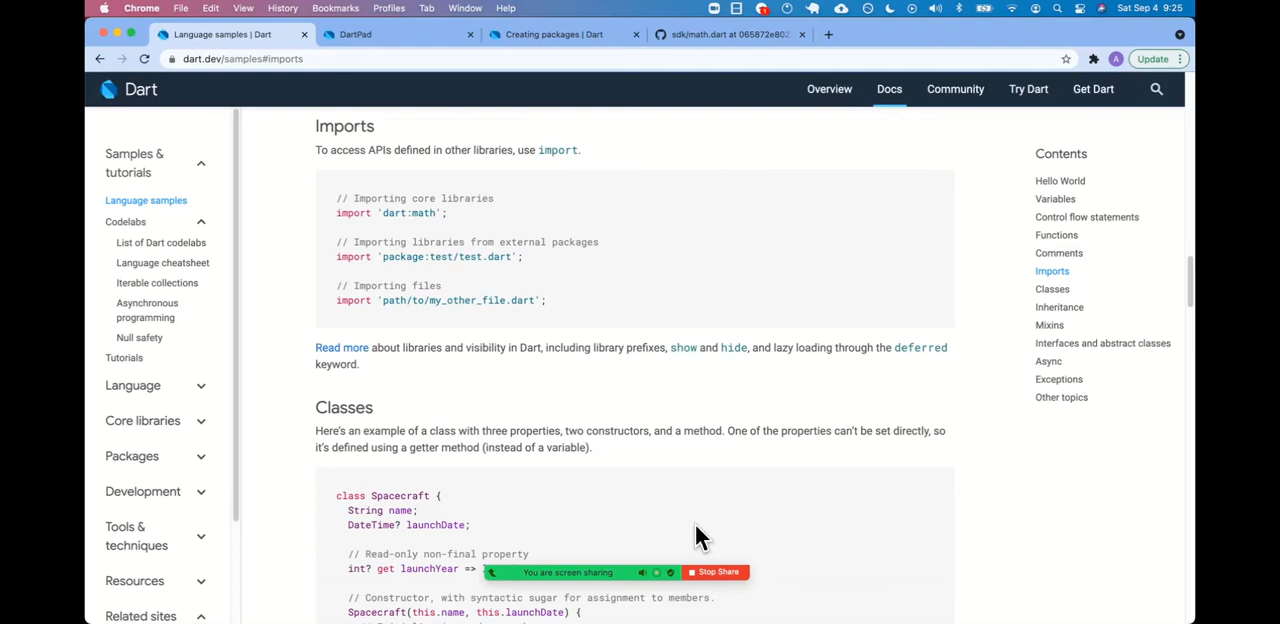 Chrome File Edit View History Bookmarks Profiles Tab Window Help Sat Sep 4 9:25
Language samples | Dart
DartPad
Creating packages | Dart
sdk/math.dart at 065872e802
dart.dev/samples#imports
A
Update
Dart
Overview Docs Community Try Dart Get Dart
Samples & tutorials
Language samples
Codelabs
List of Dart codelabs
Language cheatsheet
Iterable collections
Asynchronous
programming
Null safety
Tutorials
Language
Core libraries
Packages
Development
Tools &
techniques
Resources
Related sites
Imports
To access APIs defined in other libraries, use import.
// Importing core libraries
import 'dart:math';
// Importing libraries from external packages
import 'package:test/test.dart';
// Importing files
import 'path/to/my_other_file.dart';
Read more about libraries and visibility in Dart, including library prefixes, show and hide, and lazy loading through the deferred
keyword.
Classes
Here's an example of a class with three properties, two constructors, and a method. One of the properties can't be set directly, so
it's defined using a getter method (instead of a variable).
class Spacecraft {
String name;
DateTime? launchDate;
// Read-only non-final property
int? get launchYear =>
You are screen sharing
Stop Share
// Constructor, with syntactic sugar for assignment to members.
Spacecraft(this.name, this.launchDate) {
Contents
Hello World
Variables
Control flow statements
Functions
Comments
Imports
Classes
Inheritance
Mixins
Interfaces and abstract classes
Async
Exceptions
Other topics